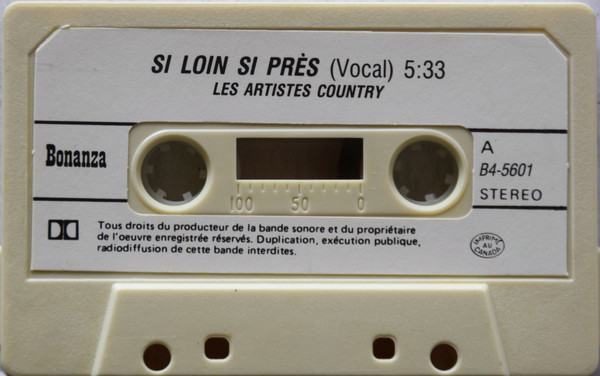 SI LOIN SI PRÈS (Vocal) 5:33
LES ARTISTES COUNTRY
Bonanza
A
B4-5601
STEREO
100 50 0
Tous droits du producteur de la bande sonore et du propriétaire
de l'oeuvre enregistrée réservés. Duplication, exécution publique,
radiodiffusion de cette bande interdites.
IMPRIMÉ
AU
CANADA